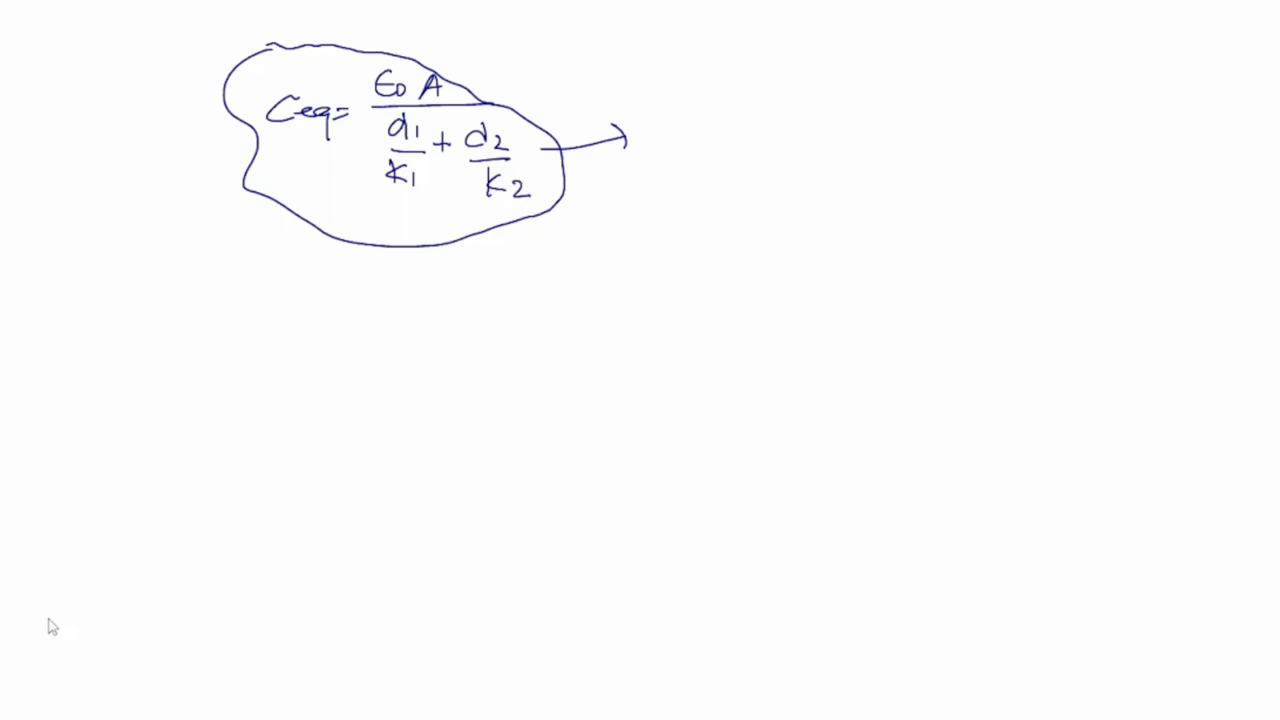 Ceq = ϵ0 A / (d1/k1 + d2/k2)